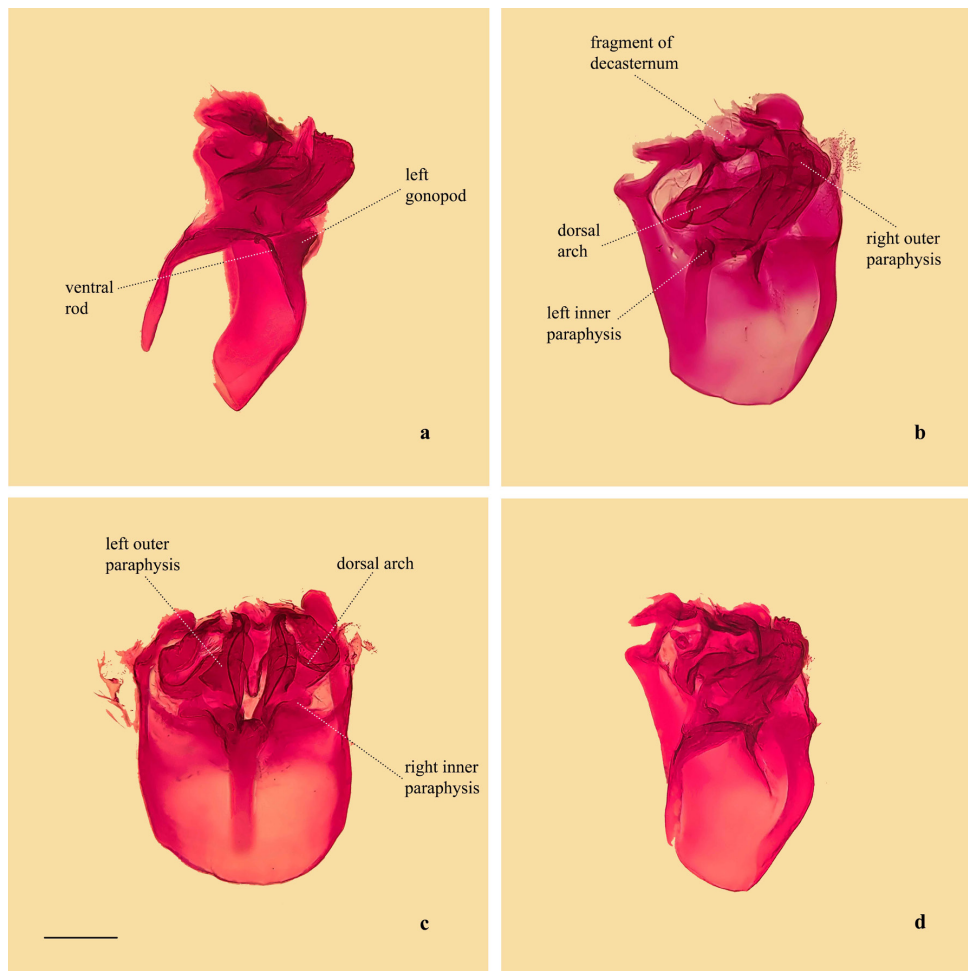 left
gonopod
ventral
rod
a
fragment of
decasternum
dorsal
arch
right outer
paraphysis
left inner
paraphysis
b
left outer
paraphysis
dorsal arch
right inner
paraphysis
c
d